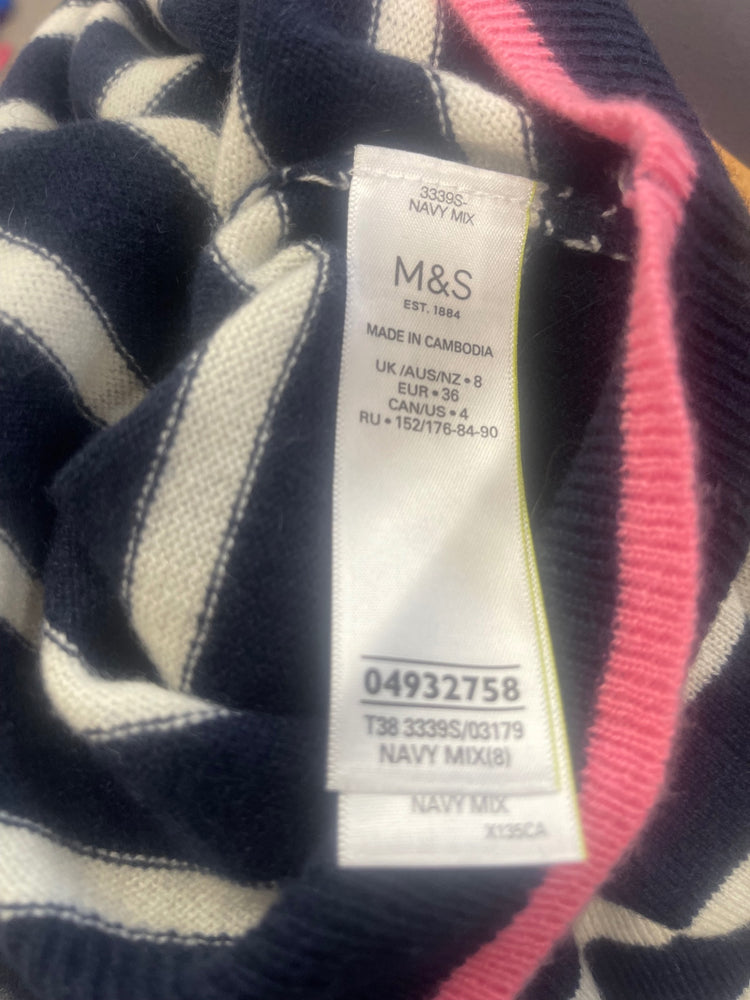 3339S-
NAVY MIX
M&S
EST. 1884
MADE IN CAMBODIA
UK /AUS/NZ • 8
EUR • 36
CAN/US • 4
RU • 152/176-84-90
04932758
T38 3339S/03179
NAVY MIX(8)
NAVY MIX
X135CA